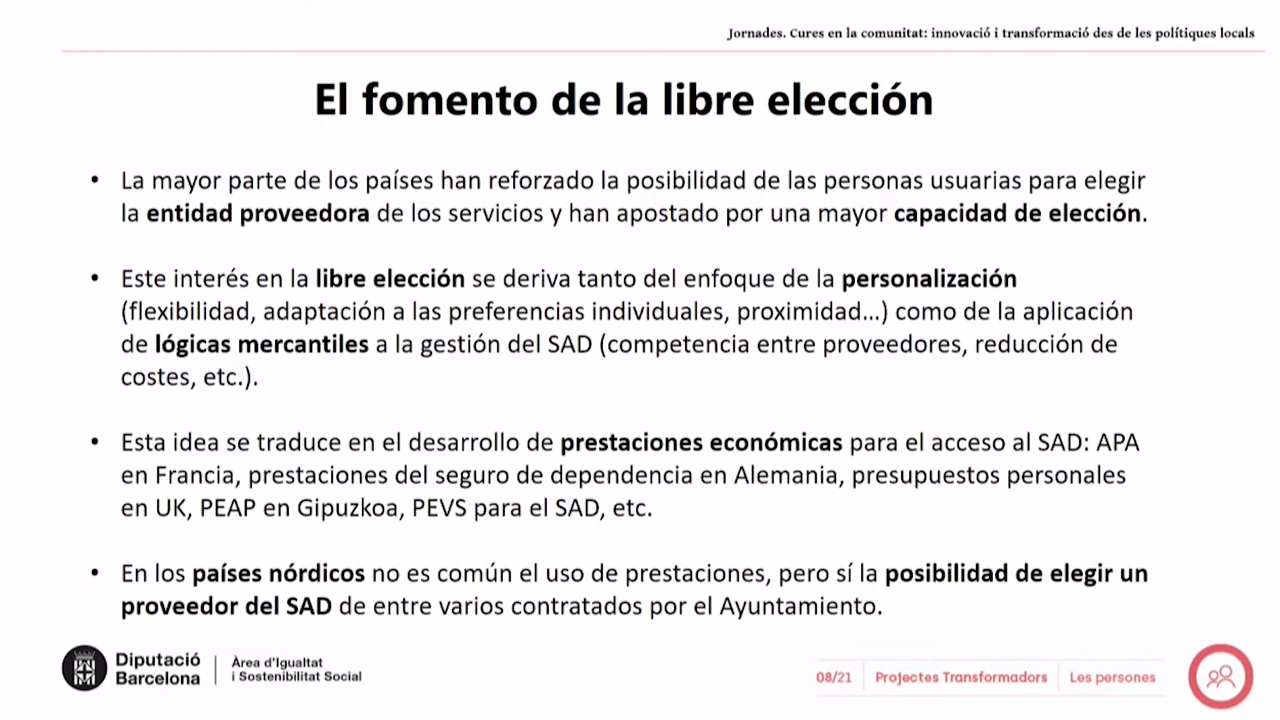 Jornades. Cures en la comunitat: innovació i transformació des de les polítiques locals
El fomento de la libre elección
• La mayor parte de los países han reforzado la posibilidad de las personas usuarias para elegir
la entidad proveedora de los servicios y han apostado por una mayor capacidad de elección.
• Este interés en la libre elección se deriva tanto del enfoque de la personalización
(flexibilidad, adaptación a las preferencias individuales, proximidad...) como de la aplicación
de lógicas mercantiles a la gestión del SAD (competencia entre proveedores, reducción de
costes, etc.).
• Esta idea se traduce en el desarrollo de prestaciones económicas para el acceso al SAD: APA
en Francia, prestaciones del seguro de dependencia en Alemania, presupuestos personales
en UK, PEAP en Gipuzkoa, PEVS para el SAD, etc.
• En los países nórdicos no es común el uso de prestaciones, pero sí la posibilidad de elegir un
proveedor del SAD de entre varios contratados por el Ayuntamiento.
Diputació
Barcelona
Àrea d'Igualtat
i Sostenibilitat Social
08/21
Projectes Transformadors
Les persones